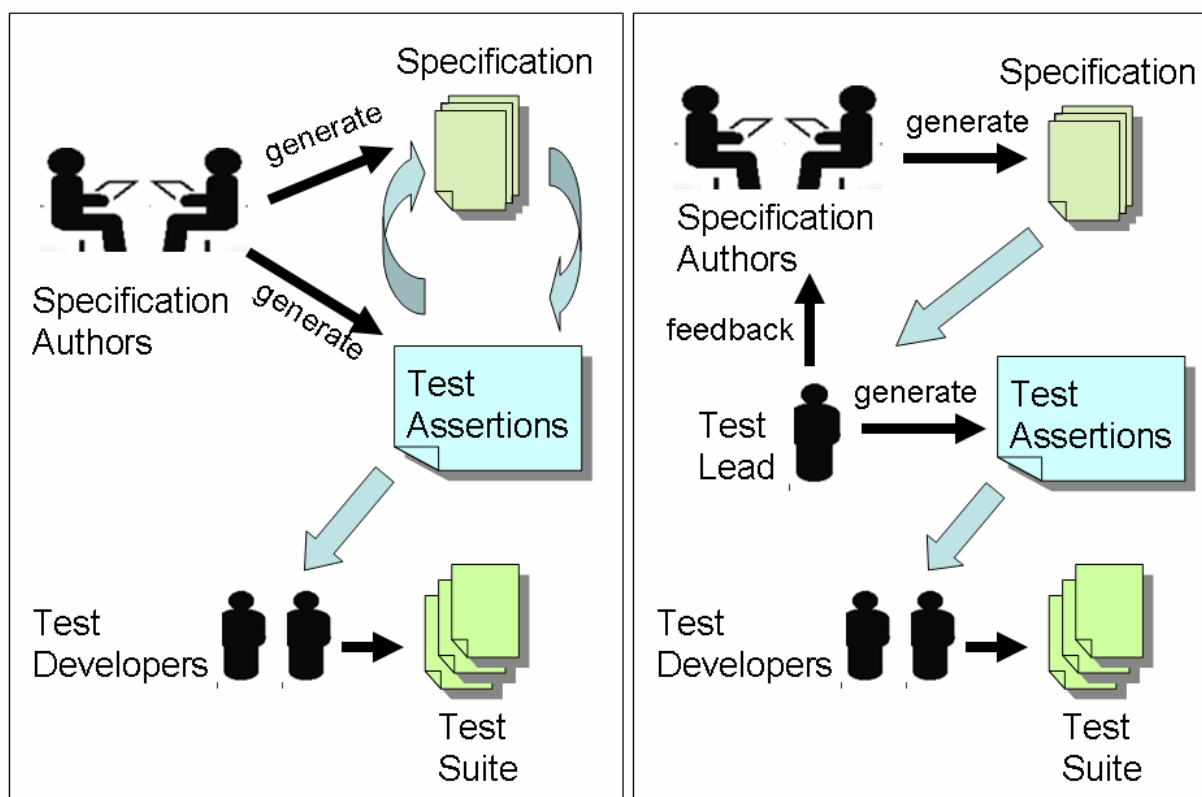 Specification
generate
Specification
Authors
generate
Test
Assertions
Test
Developers
Test
Suite
Specification
generate
Specification
Authors
feedback
generate
Test
Lead
Test
Assertions
Test
Developers
Test
Suite